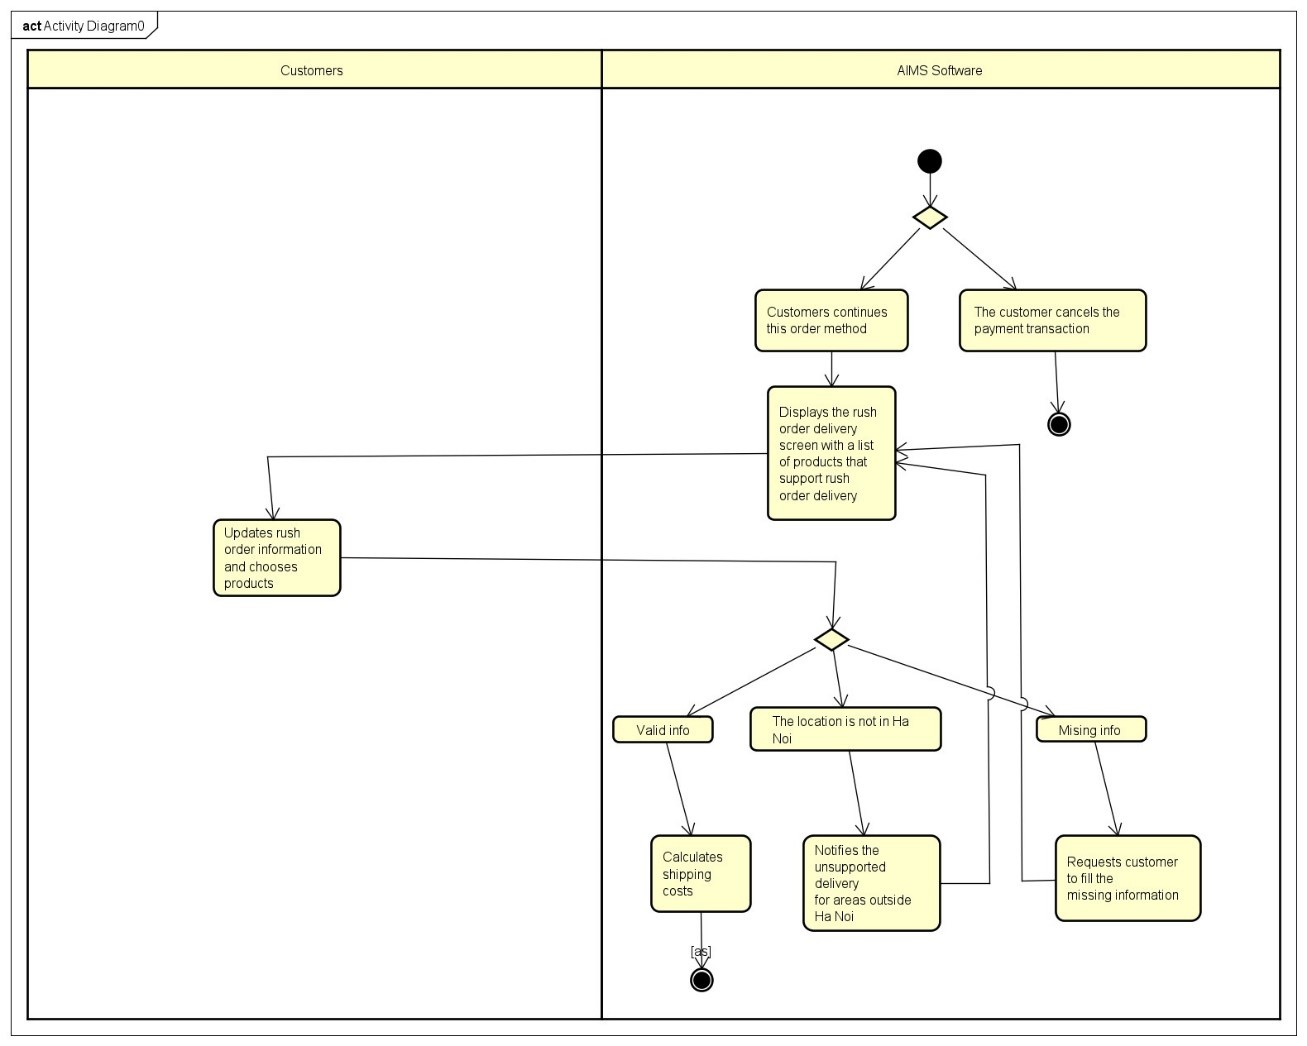 act Activity Diagram0
Customers
AIMS Software
Customers continues
this order method
The customer cancels the
payment transaction
Displays the rush
order delivery
screen with a list
of products that
support rush
order delivery
Updates rush
order information
and chooses
products
Valid info
The location is not in Ha
Noi
Mising info
Calculates
shipping
costs
Notifies the
unsupported
delivery
for areas outside
Ha Noi
Requests customer
to fill the
missing information
[as]